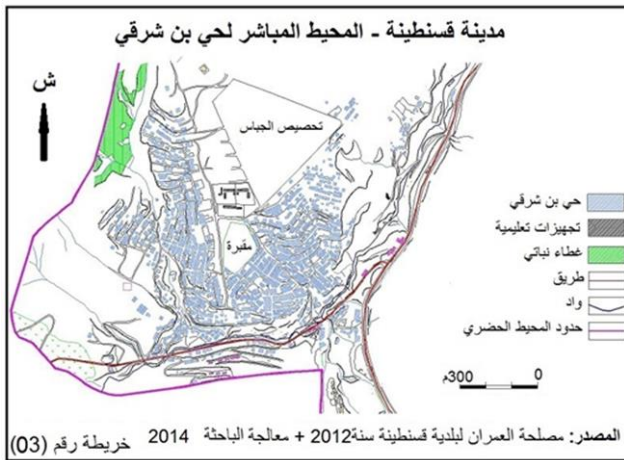 مدينة قسنطينة - المحيط المباشر لحي بن شرقي
ش
تحصيص الجباس
مقبرة
حي بن شرقي
تجهيزات تعليمية
غطاء نباتي
طريق
واد
حدود المحيط الحضري
300م 0
المصدر: مصلحة العمران لبلدية قسنطينة سنة2012 + معالجة الباحثة 2014 خريطة رقم (03)